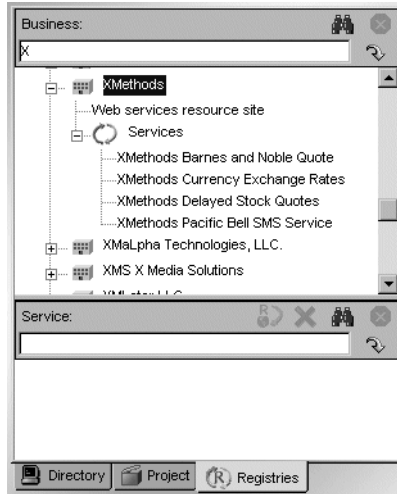 Business:
X
XMethods
Web services resource site
Services
XMethods Barnes and Noble Quote
XMethods Currency Exchange Rates
XMethods Delayed Stock Quotes
XMethods Pacific Bell SMS Service
XMaLpha Technologies, LLC.
XMS X Media Solutions
Service:
Directory Project Registries